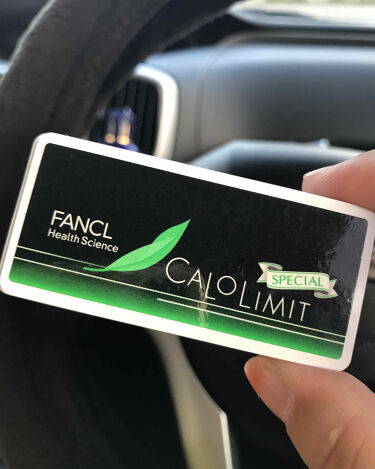 FANCL
Health Science
CALOLIMIT
SPECIAL